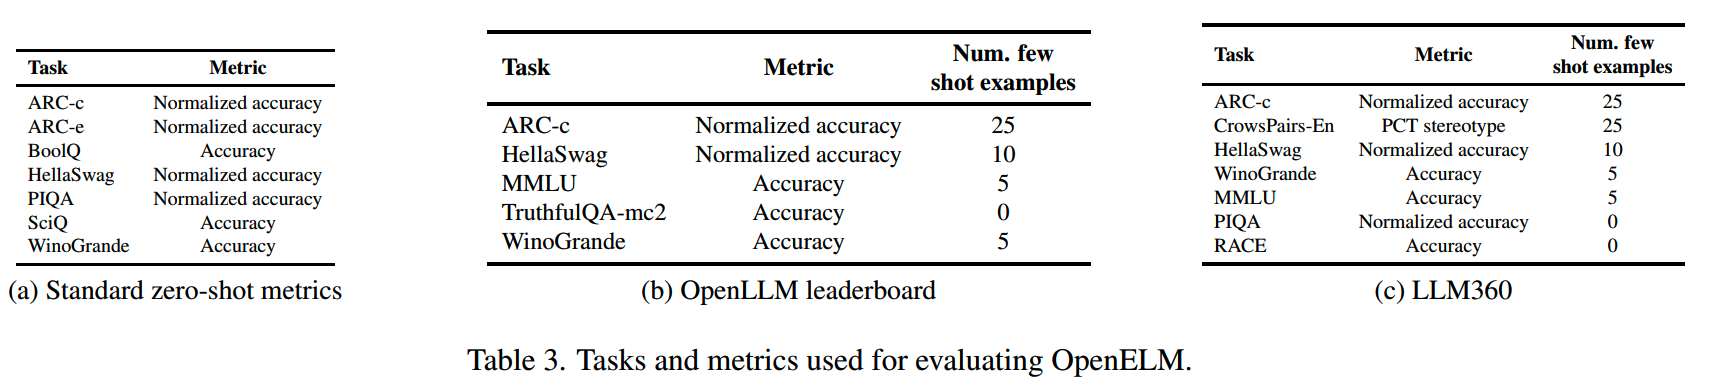 Task Metric
ARC-c Normalized accuracy
ARC-e Normalized accuracy
BoolQ Accuracy
HellaSwag Normalized accuracy
PIQA Normalized accuracy
SciQ Accuracy
WinoGrande Accuracy
(a) Standard zero-shot metrics
Task Metric Num. few
shot examples
ARC-c Normalized accuracy 25
HellaSwag Normalized accuracy 10
MMLU Accuracy 5
TruthfulQA-mc2 Accuracy 0
WinoGrande Accuracy 5
(b) OpenLLM leaderboard
Task Metric Num. few
shot examples
ARC-c Normalized accuracy 25
CrowsPairs-En PCT stereotype 25
HellaSwag Normalized accuracy 10
WinoGrande Accuracy 5
MMLU Accuracy 5
PIQA Normalized accuracy 0
RACE Accuracy 0
(c) LLM360
Table 3. Tasks and metrics used for evaluating OpenELM.